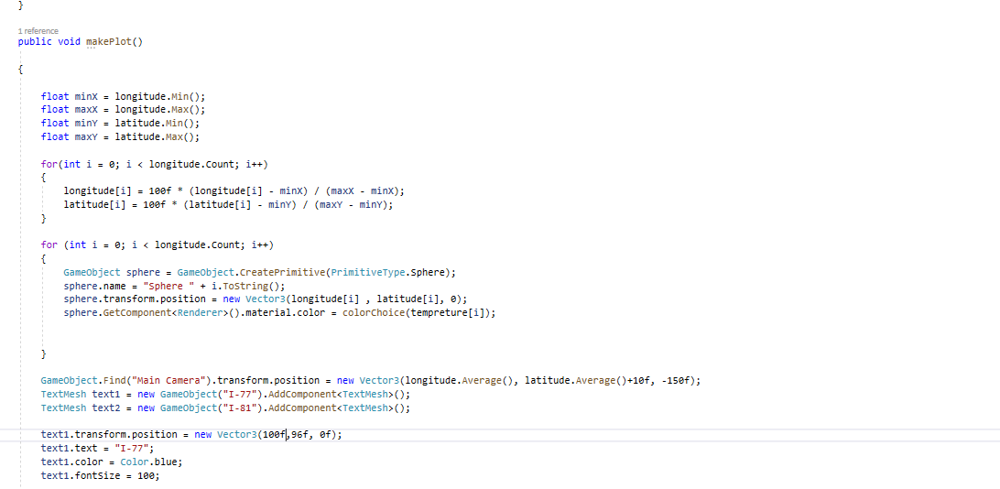 }
1 reference
public void makePlot()
{
float minX = longitude.Min();
float maxX = longitude.Max();
float minY = latitude.Min();
float maxY = latitude.Max();
for(int i = 0; i < longitude.Count; i++)
{
longitude[i] = 100f * (longitude[i] - minX) / (maxX - minX);
latitude[i] = 100f * (latitude[i] - minY) / (maxY - minY);
}
for (int i = 0; i < longitude.Count; i++)
{
GameObject sphere = GameObject.CreatePrimitive(PrimitiveType.Sphere);
sphere.name = "Sphere " + i.ToString();
sphere.transform.position = new Vector3(longitude[i] , latitude[i], 0);
sphere.GetComponent<Renderer>().material.color = colorChoice(tempreture[i]);
}
GameObject.Find("Main Camera").transform.position = new Vector3(longitude.Average(), latitude.Average()+10f, -150f);
TextMesh text1 = new GameObject("I-77").AddComponent<TextMesh>();
TextMesh text2 = new GameObject("I-81").AddComponent<TextMesh>();
text1.transform.position = new Vector3(100f,96f, 0f);
text1.text = "I-77";
text1.color = Color.blue;
text1.fontSize = 100;